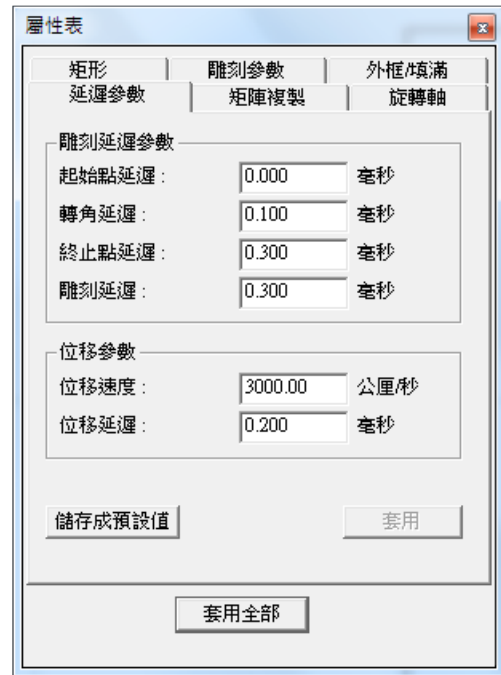 屬性表
矩形 雕刻參數 外框/填滿
延遲參數 矩陣複製 旋轉軸
雕刻延遲參數
起始點延遲 : 0.000 毫秒
轉角延遲 : 0.100 毫秒
終止點延遲 : 0.300 毫秒
雕刻延遲 : 0.300 毫秒
位移參數
位移速度 : 3000.00 公厘/秒
位移延遲 : 0.200 毫秒
儲存成預設值 套用
套用全部